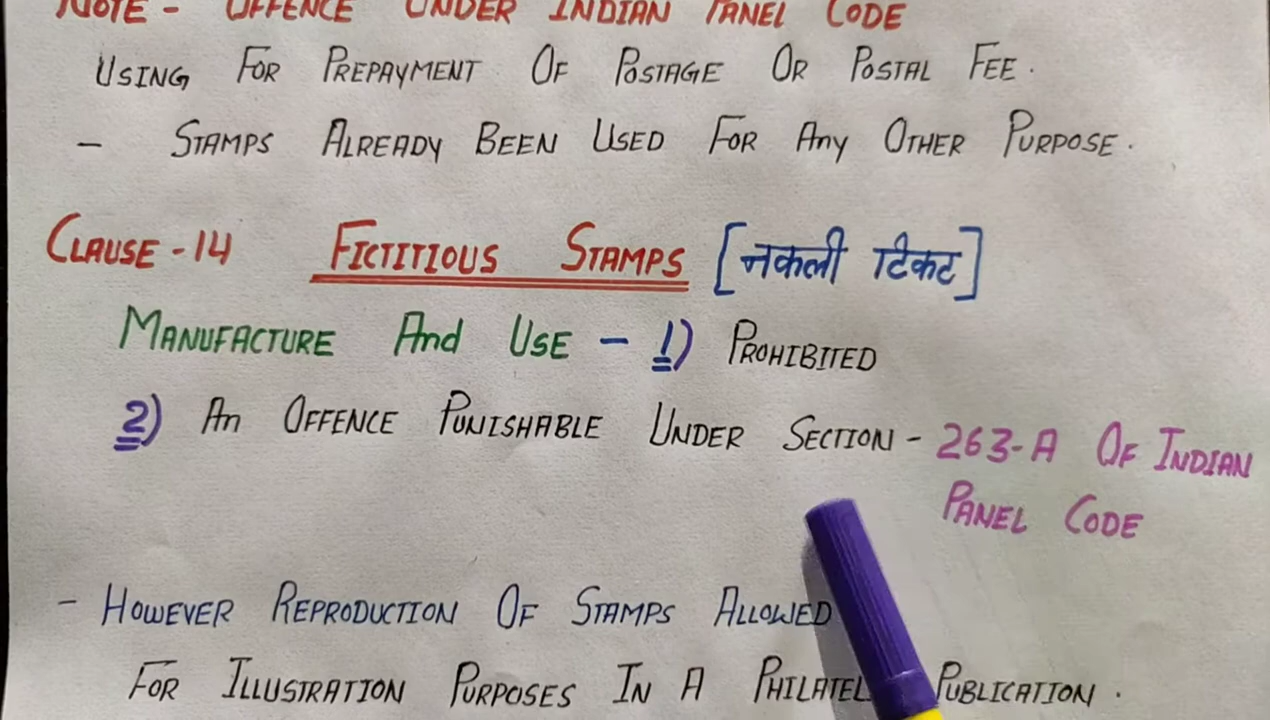 NOTE - OFFENCE UNDER INDIAN PANEL CODE
USING FOR PREPAYMENT OF POSTAGE OR POSTAL FEE.
- STAMPS ALREADY BEEN USED FOR Any OTHER PURPOSE.
CLAUSE-14 FICTITIOUS STAMPS [नकली टिकट]
MANUFACTURE And USE - 1) PROHIBITED
2) An OFFENCE PUNISHABLE UNDER SECTION - 263-A OF INDIAN
PANEL CODE
- HOWEVER REPRODUCTION OF STAMPS ALLOWED
FOR ILLUSTRATION PURPOSES IN A PUBLICATION.